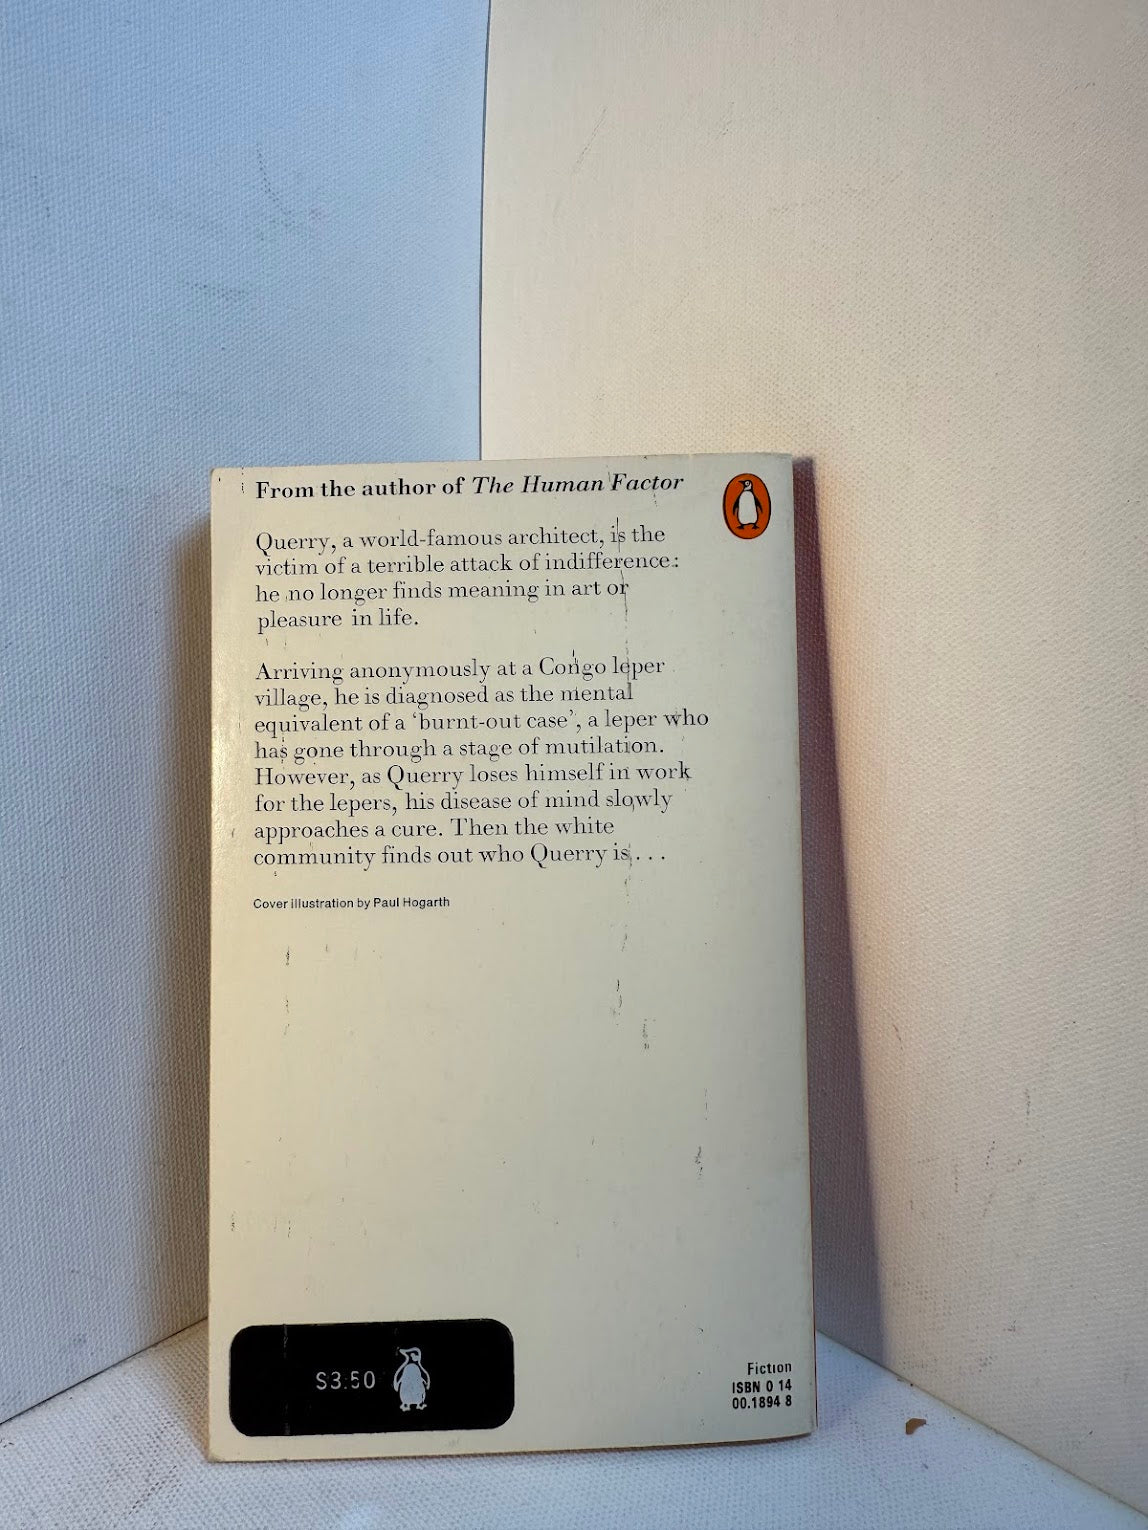 From the author of The Human Factor
Querry, a world-famous architect, is the
victim of a terrible attack of indifference:
he no longer finds meaning in art or
pleasure in life.
Arriving anonymously at a Congo leper
village, he is diagnosed as the mental
equivalent of a ‘burnt-out case’, a leper who
has gone through a stage of mutilation.
However, as Querry loses himself in work
for the lepers, his disease of mind slowly
approaches a cure. Then the white
community finds out who Querry is . . .
Cover illustration by Paul Hogarth
$3.50
Fiction
ISBN 0 14
00.1894 8